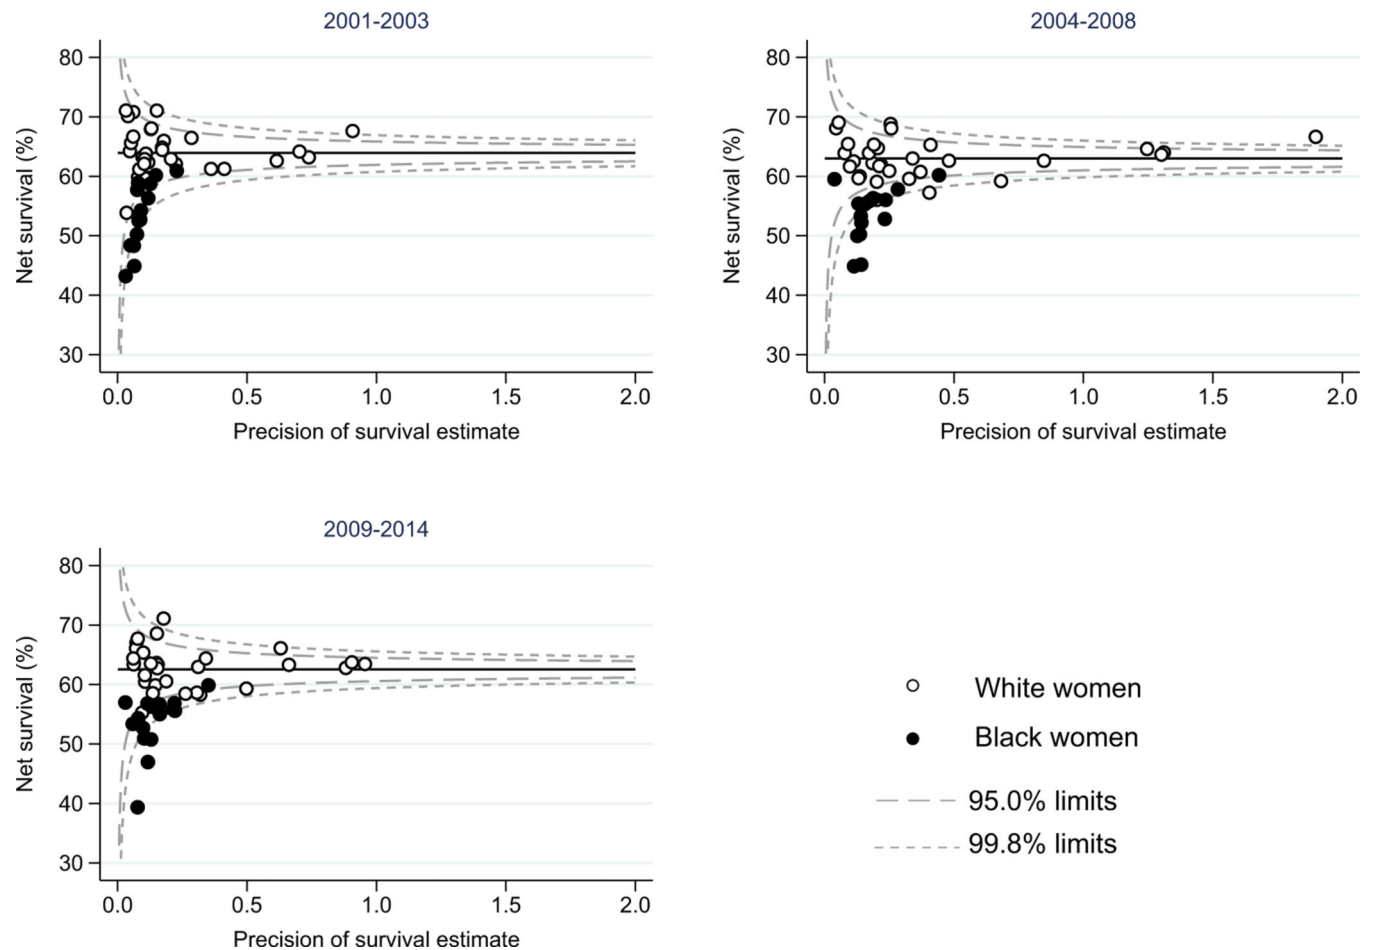 2001-2003
Net survival (%)
80
70
60
50
40
30
0.0 0.5 1.0 1.5 2.0
Precision of survival estimate
2004-2008
Net survival (%)
80
70
60
50
40
30
0.0 0.5 1.0 1.5 2.0
Precision of survival estimate
2009-2014
Net survival (%)
80
70
60
50
40
30
0.0 0.5 1.0 1.5 2.0
Precision of survival estimate
White women
Black women
95.0% limits
99.8% limits